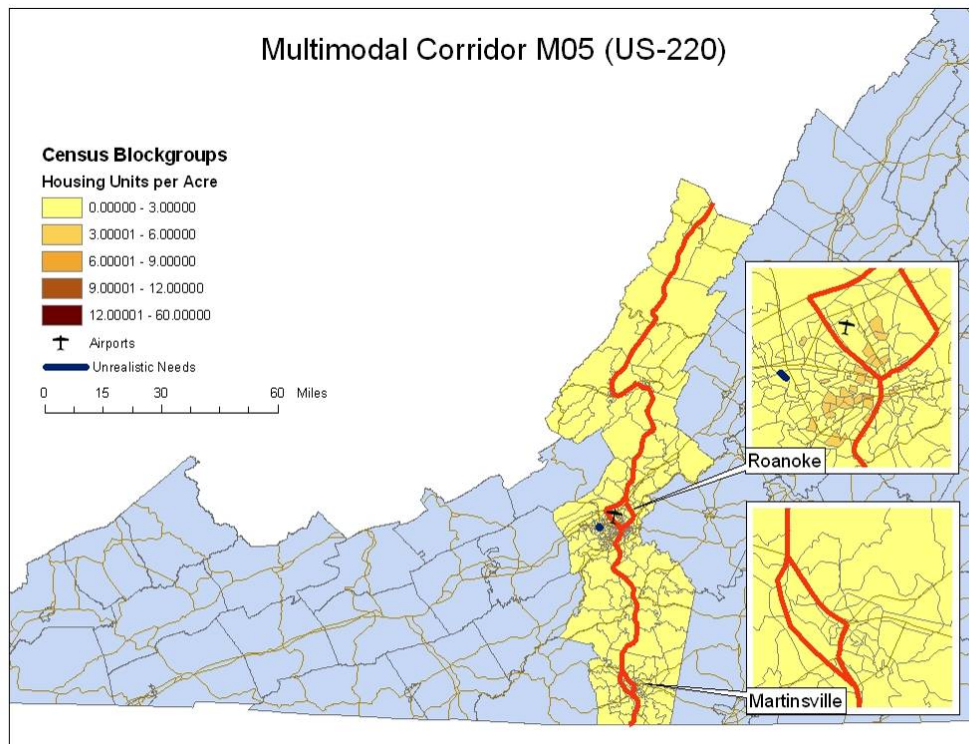 Multimodal Corridor M05 (US-220)
Census Blockgroups
Housing Units per Acre
0.00000 - 3.00000
3.00001 - 6.00000
6.00001 - 9.00000
9.00001 - 12.00000
12.00001 - 60.00000
Airports
Unrealistic Needs
0 15 30 60 Miles
Roanoke
Martinsville